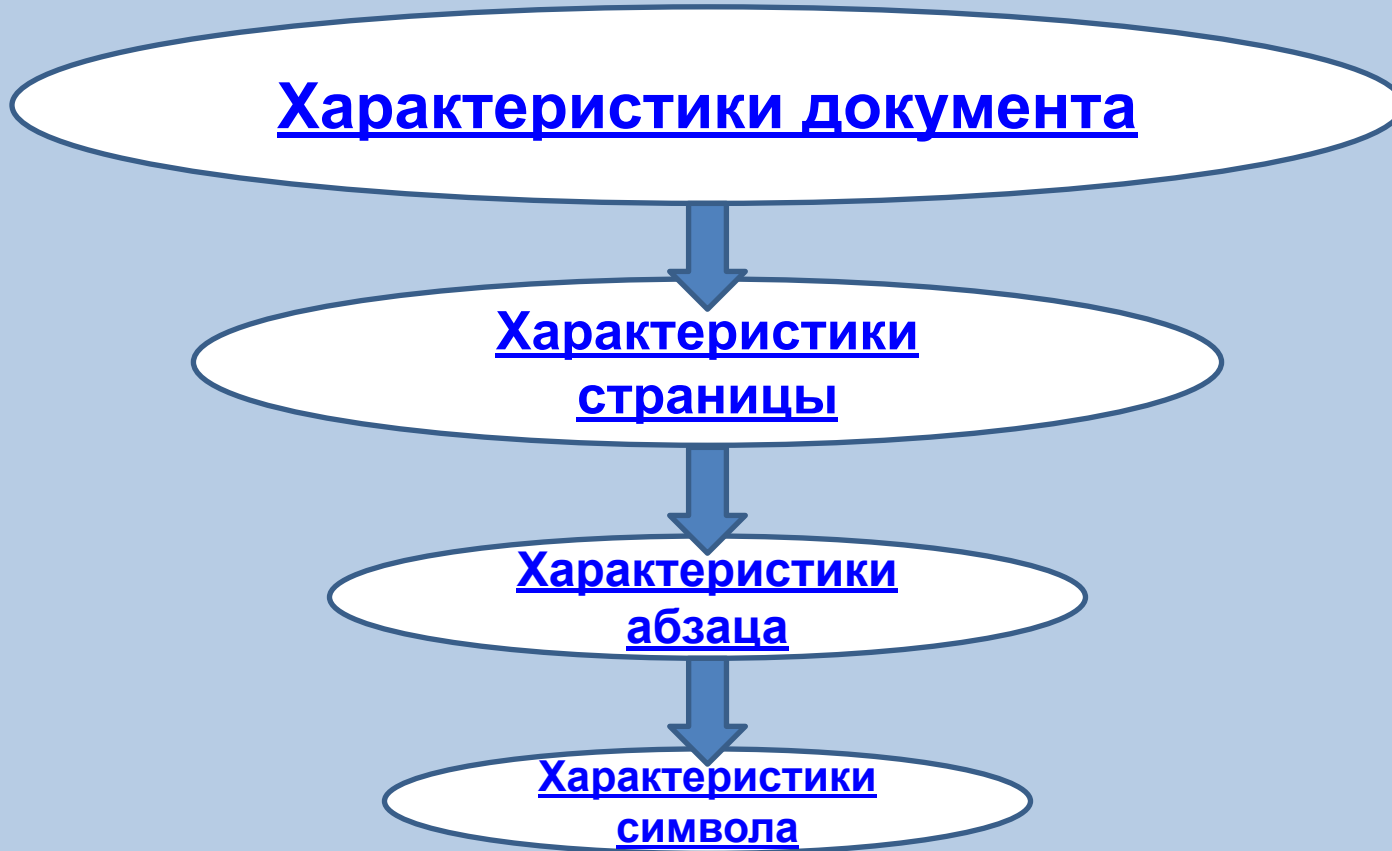 Характеристики документа
Характеристики
страницы
Характеристики
абзаца
Характеристики
символа